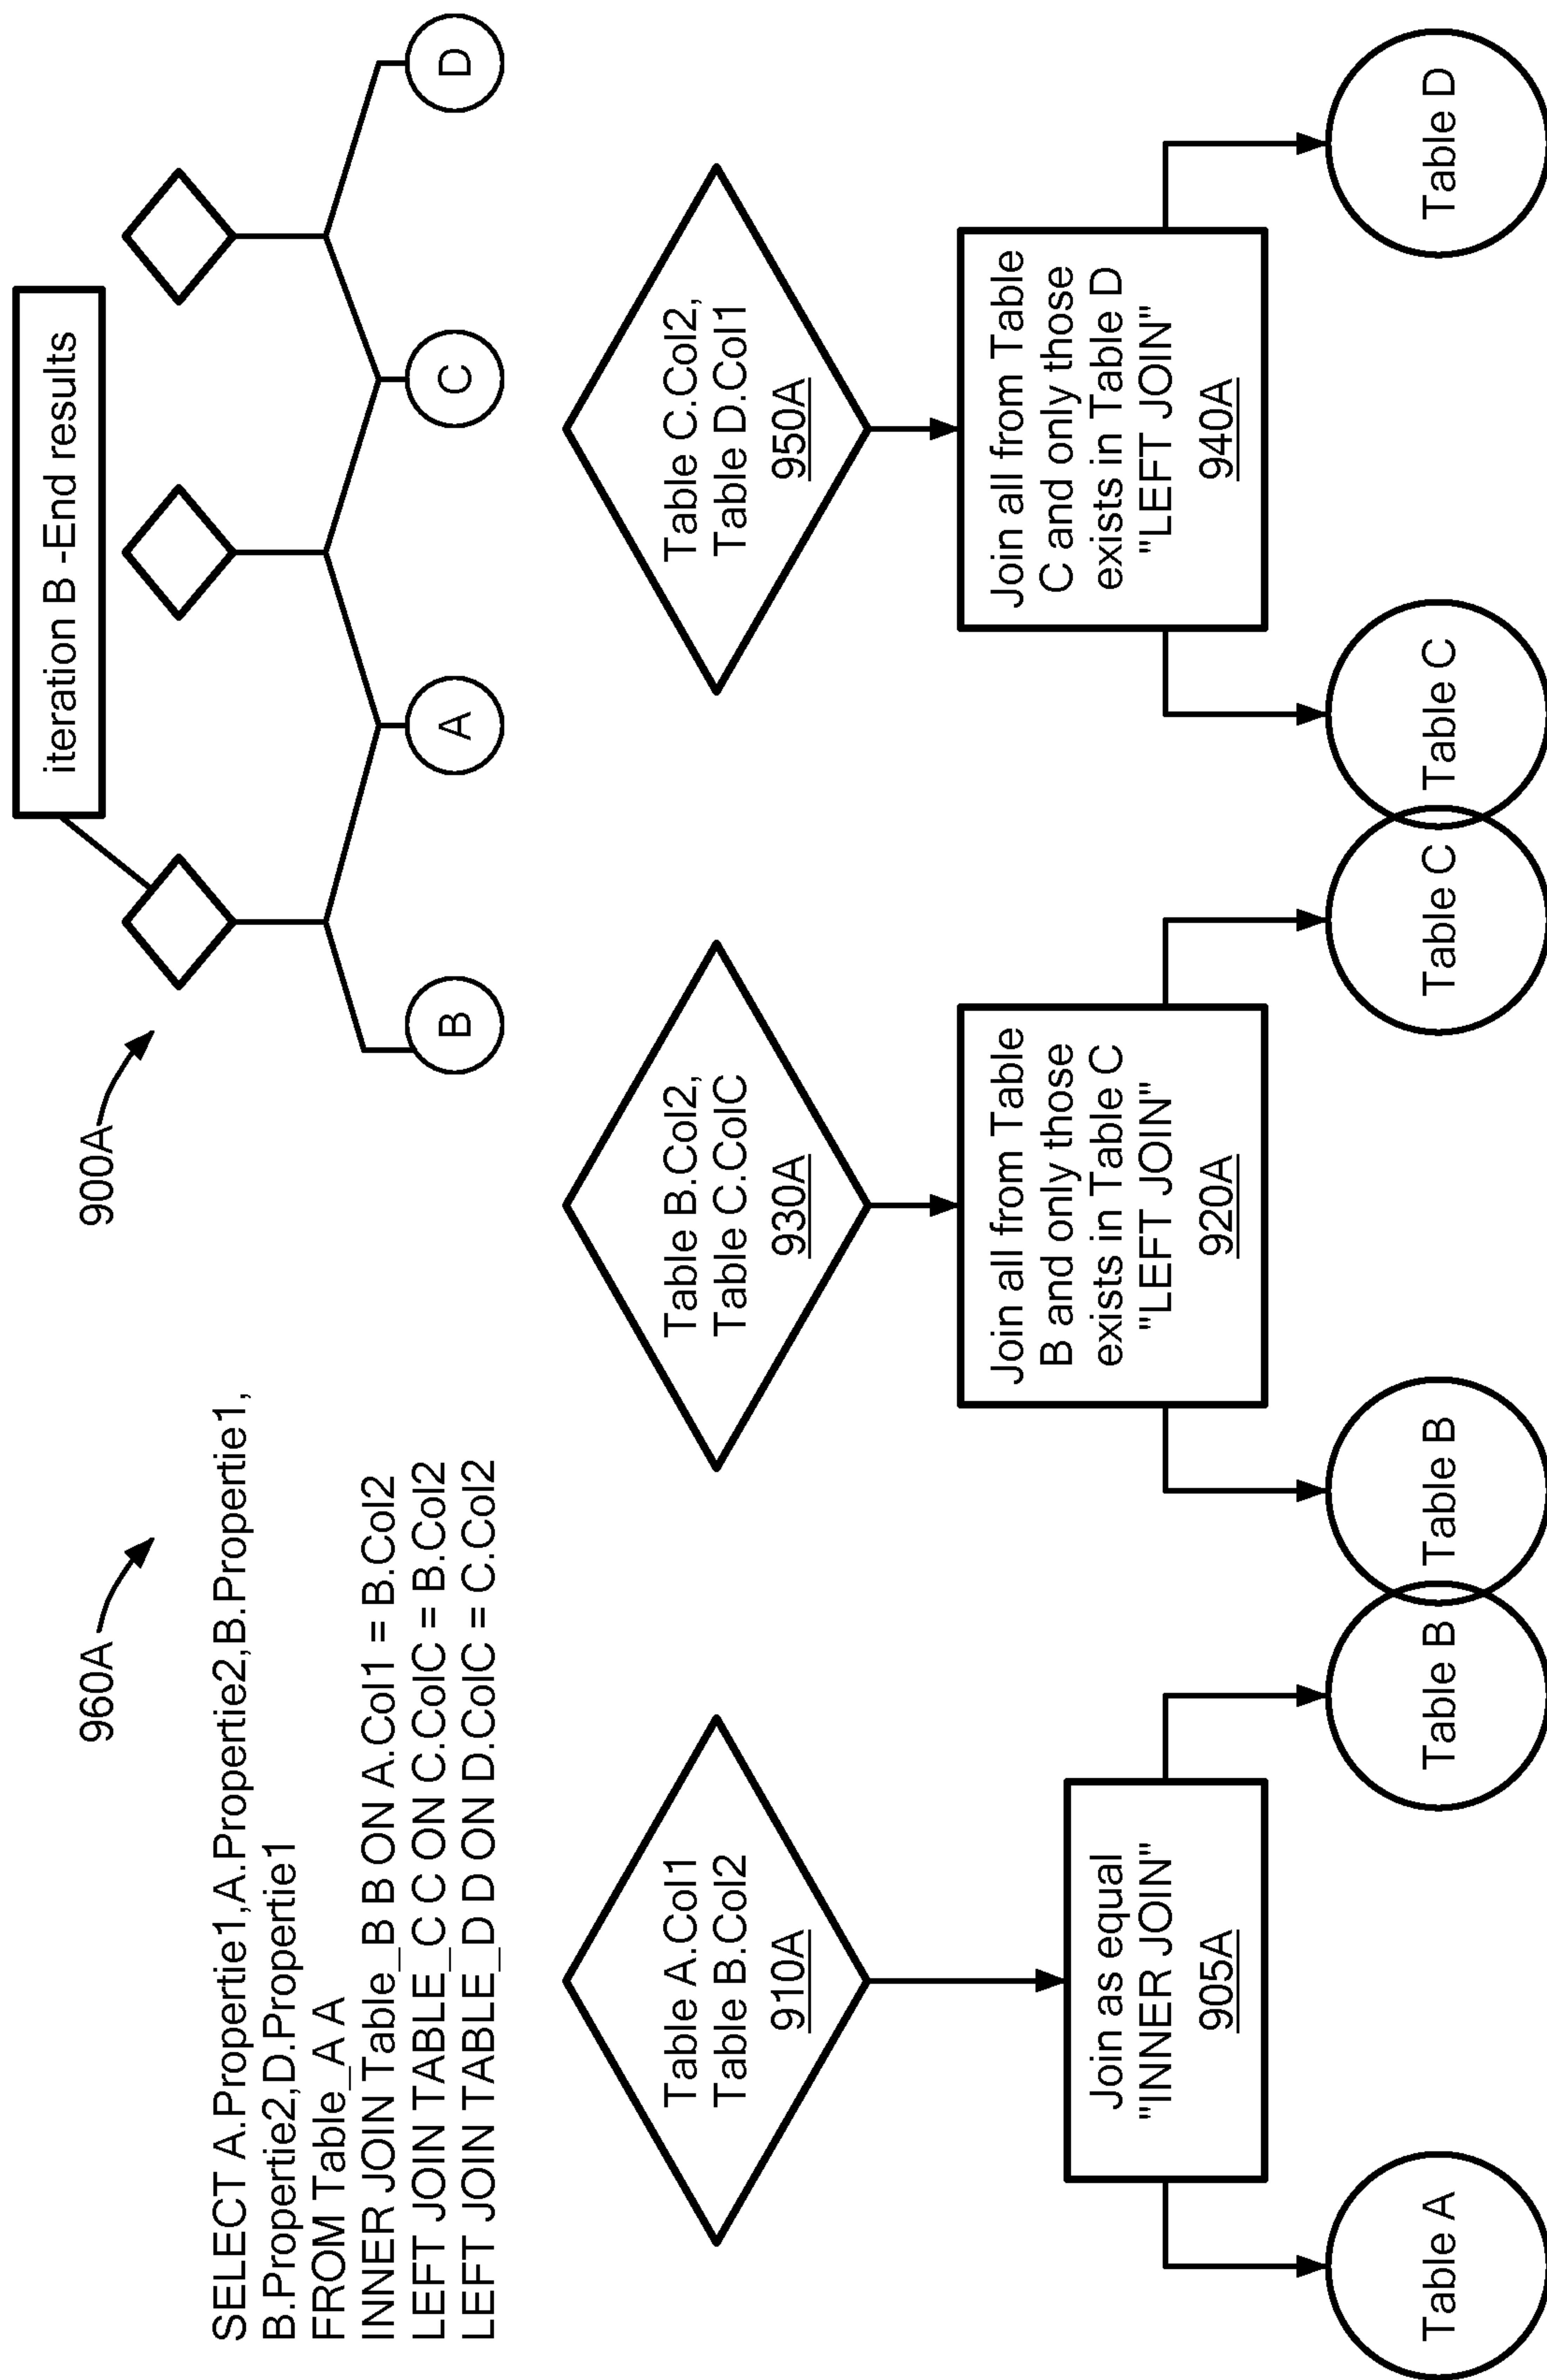 960A
900A
iteration B -End results
SELECT A.Propertie1,A.Propertie2,B.Propertie1,
B.Propertie2,D.Propertie1
FROM Table_A A
INNER JOIN Table_B B ON A.Col1 = B.Col2
LEFT JOIN TABLE_C C ON C.ColC = B.Col2
LEFT JOIN TABLE_D D ON D.ColC = C.Col2
B
A
C
D
Table A.Col1
Table B.Col2
910A
Table B.Col2,
Table C.ColC
930A
Table C.Col2,
Table D.Col1
950A
Join as equal
"INNER JOIN"
905A
Join all from Table
B and only those
exists in Table C
"LEFT JOIN"
920A
Join all from Table
C and only those
exists in Table D
"LEFT JOIN"
940A
Table A
Table B
Table B
Table C
Table C
Table D